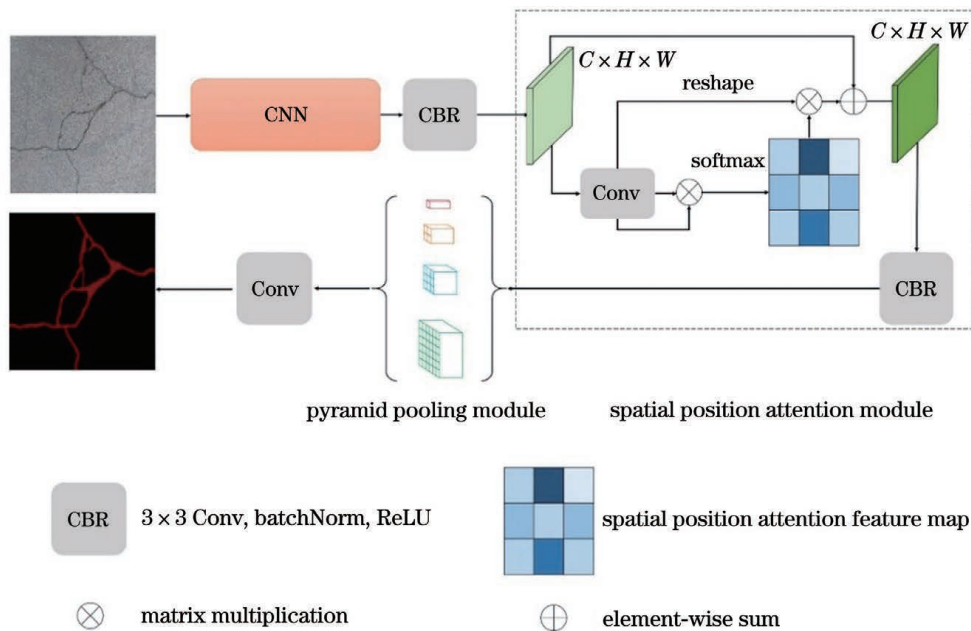 CNN
CBR
C × H × W
C × H × W
reshape
softmax
Conv
CBR
Conv
pyramid pooling module
spatial position attention module
CBR
3 × 3 Conv, batchNorm, ReLU
spatial position attention feature map
matrix multiplication
element-wise sum